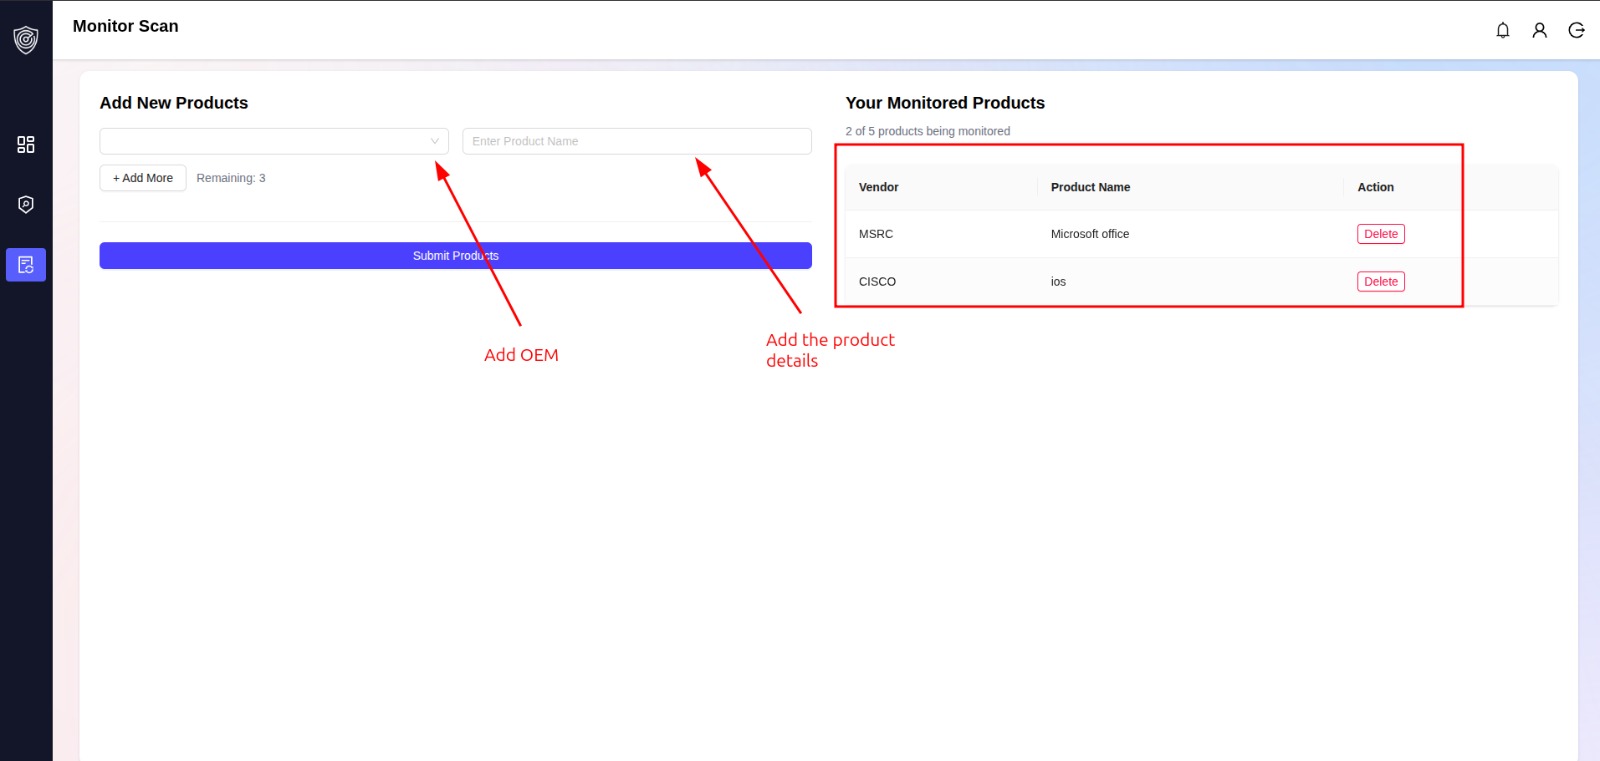 Monitor Scan
Add New Products
Enter Product Name
+ Add More
Remaining: 3
Submit Products
Add OEM
Add the product
details
Your Monitored Products
2 of 5 products being monitored
Vendor Product Name Action
MSRC Microsoft office Delete
CISCO ios Delete